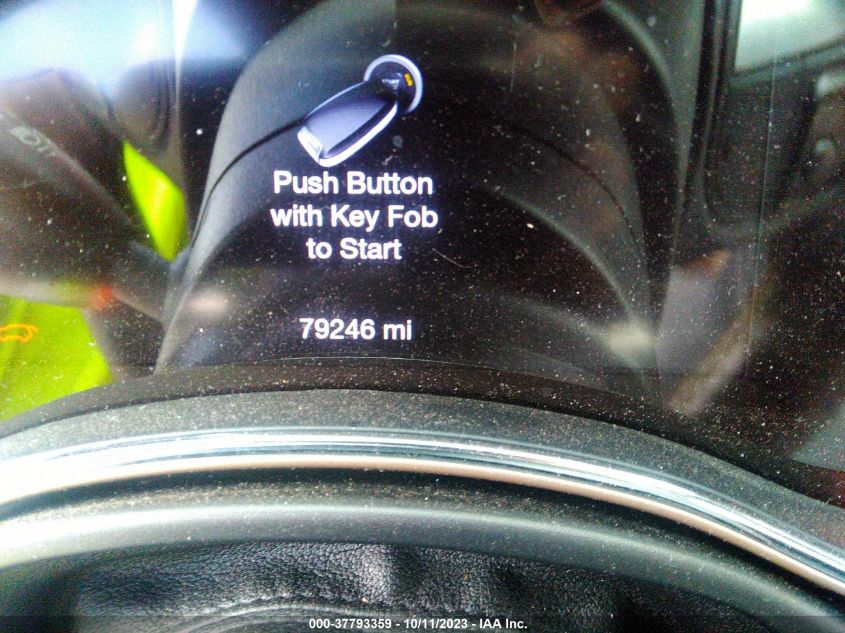 Push Button
with Key Fob
to Start
79246 mi
000-37793359 - 10/11/2023 - IAA Inc.